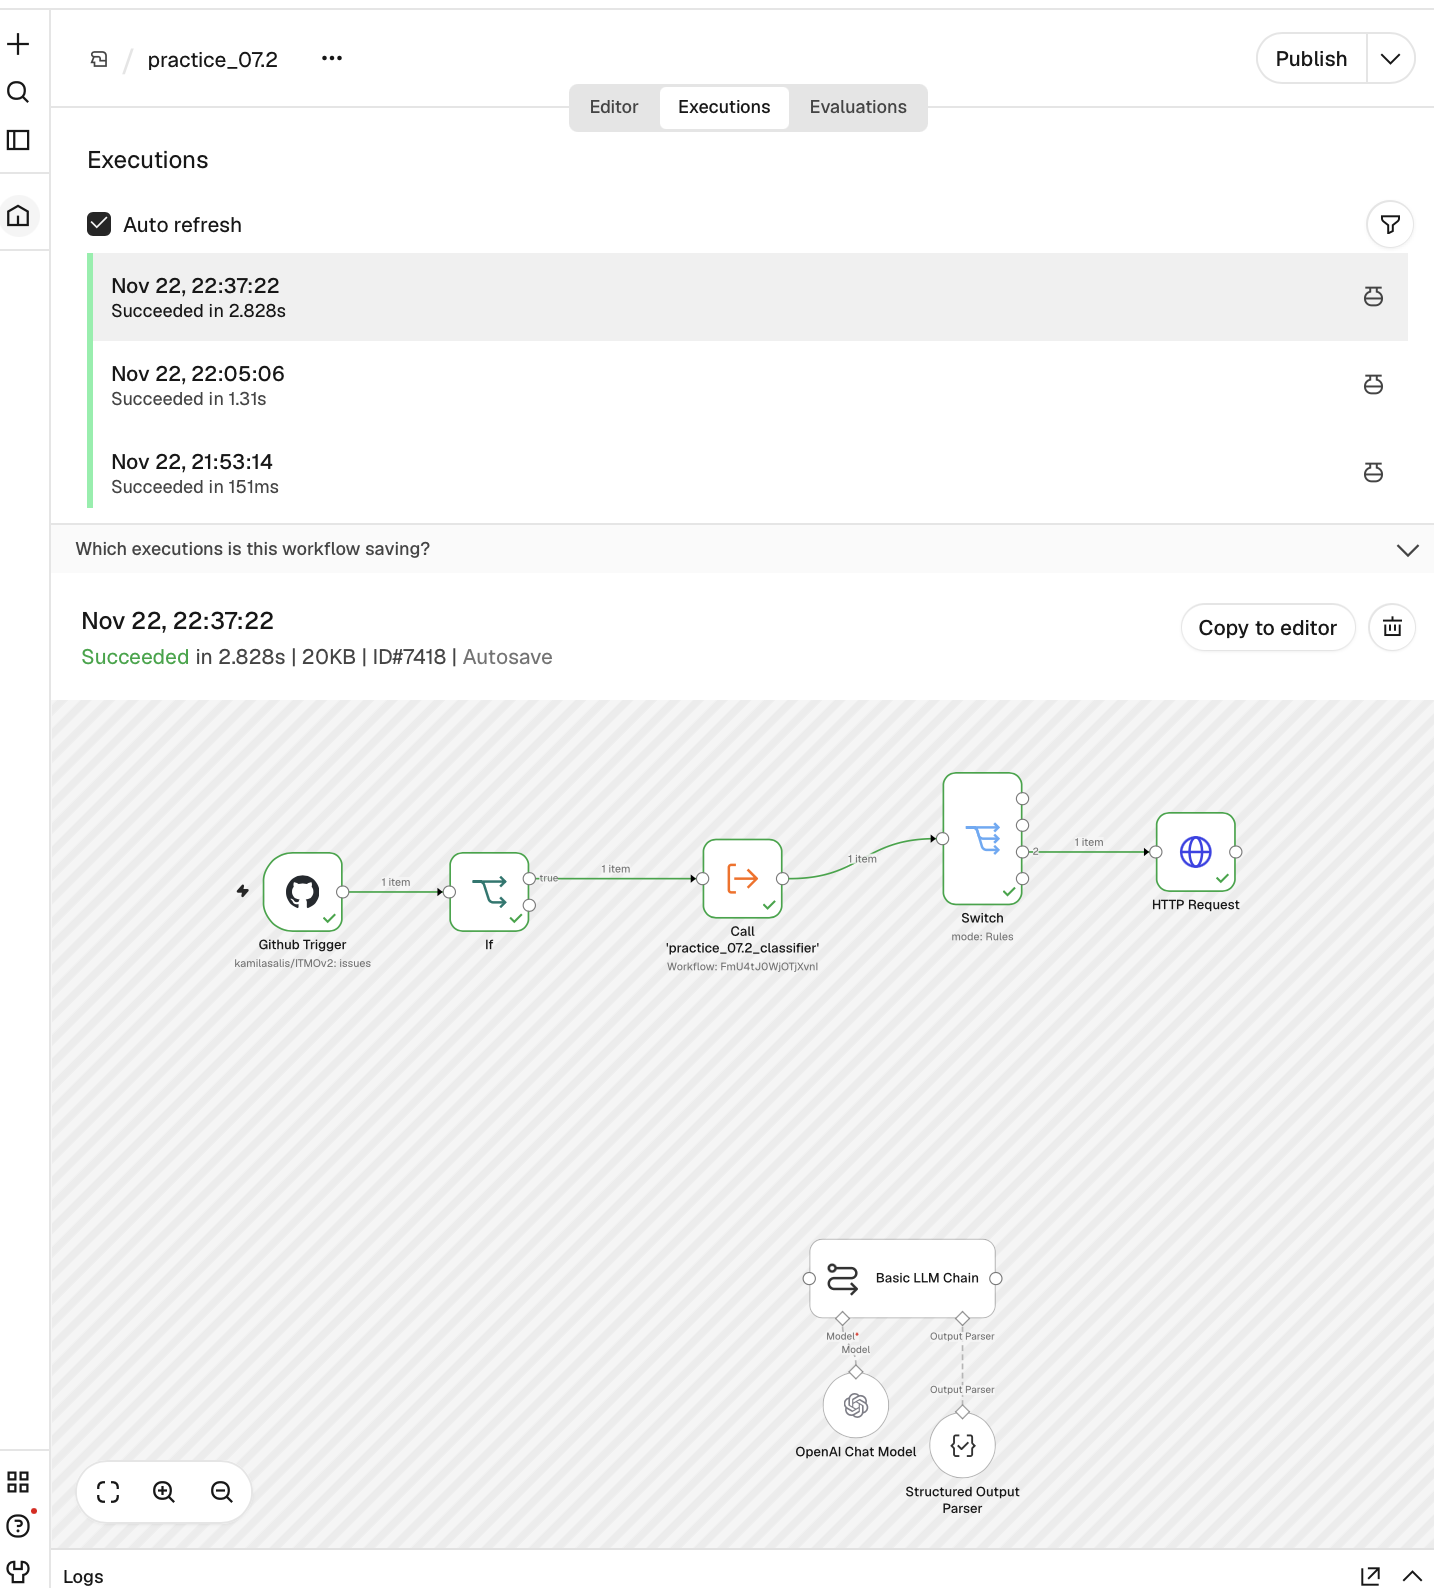 practice_07.2
Publish
Editor
Executions
Evaluations
Executions
Auto refresh
Nov 22, 22:37:22
Succeeded in 2.828s
Nov 22, 22:05:06
Succeeded in 1.31s
Nov 22, 21:53:14
Succeeded in 151ms
Which executions is this workflow saving?
Nov 22, 22:37:22
Succeeded in 2.828s | 20KB | ID#7418 | Autosave
Copy to editor
1 item
true
1 item
1 item
2
1 item
Github Trigger
kamilasalis/ITMOv2: issues
If
Call
'practice_07.2_classifier'
Workflow: FmU4tJ0WjOTjXvnI
Switch
mode: Rules
HTTP Request
Basic LLM Chain
Model*
Model
Output Parser
Output Parser
OpenAI Chat Model
Structured Output
Parser
Logs